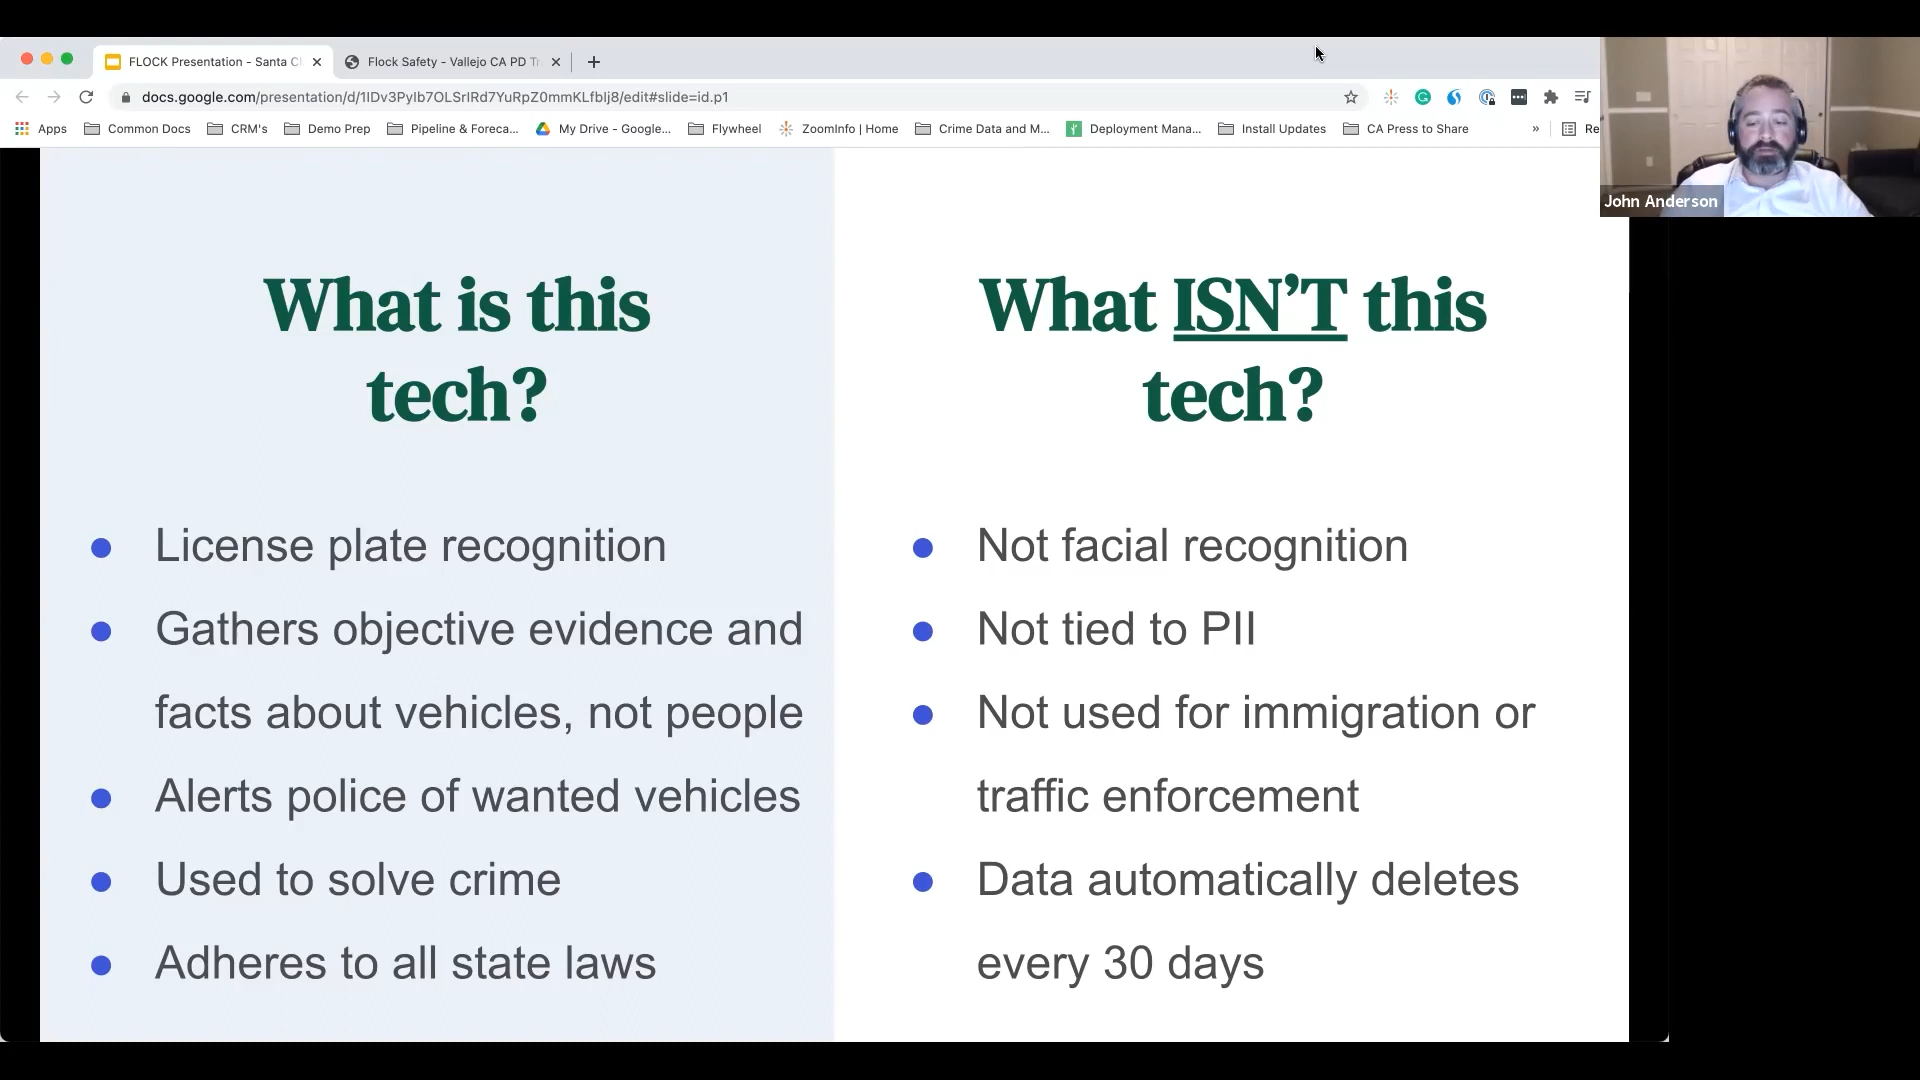 FLOCK Presentation - Santa C
Flock Safety - Vallejo CA PD Tr
docs.google.com/presentation/d/1IDv3PyIb7OLSrIRd7YuRpZ0mmKLfbIj8/edit#slide=id.p1
Apps
Common Docs
CRM's
Demo Prep
Pipeline & Foreca...
My Drive - Google...
Flywheel
ZoomInfo | Home
Crime Data and M...
Deployment Mana...
Install Updates
CA Press to Share
»
Re
John Anderson
What is this
tech?
● License plate recognition
● Gathers objective evidence and
facts about vehicles, not people
● Alerts police of wanted vehicles
● Used to solve crime
● Adheres to all state laws
What ISN’T this
tech?
● Not facial recognition
● Not tied to PII
● Not used for immigration or
traffic enforcement
● Data automatically deletes
every 30 days